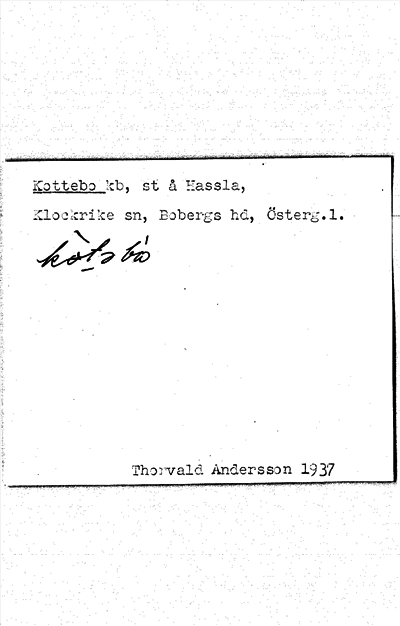 Kottebo kb, st å Hassla,
Klockrike sn, Bobergs hd, Österg.l.
Thorvald Andersson 1937